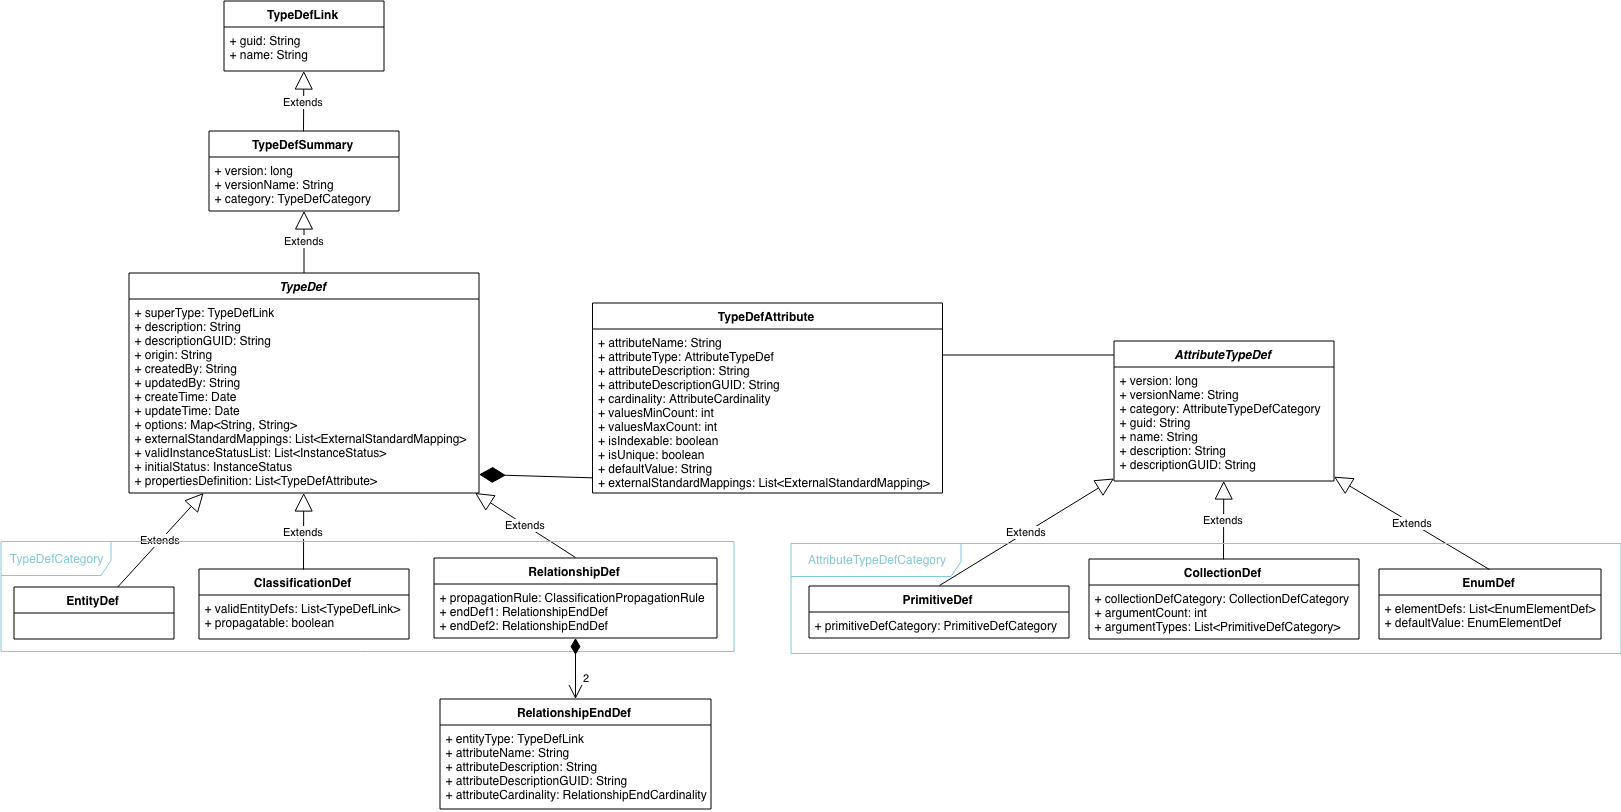 TypeDefLink
+ guid: String
+ name: String
Extends
TypeDefSummary
+ version: long
+ versionName: String
+ category: TypeDefCategory
Extends
TypeDef
+ superType: TypeDefLink
+ description: String
+ descriptionGUID: String
+ origin: String
+ createdBy: String
+ updatedBy: String
+ createTime: Date
+ updateTime: Date
+ options: Map<String, String>
+ externalStandardMappings: List<ExternalStandardMapping>
+ validInstanceStatusList: List<InstanceStatus>
+ initialStatus: InstanceStatus
+ propertiesDefinition: List<TypeDefAttribute>
TypeDefAttribute
+ attributeName: String
+ attributeType: AttributeTypeDef
+ attributeDescription: String
+ attributeDescriptionGUID: String
+ cardinality: AttributeCardinality
+ valuesMinCount: int
+ valuesMaxCount: int
+ isIndexable: boolean
+ isUnique: boolean
+ defaultValue: String
+ externalStandardMappings: List<ExternalStandardMapping>
AttributeTypeDef
+ version: long
+ versionName: String
+ category: AttributeTypeDefCategory
+ guid: String
+ name: String
+ description: String
+ descriptionGUID: String
Extends
Extends
Extends
Extends
Extends
Extends
TypeDefCategory
EntityDef
ClassificationDef
+ validEntityDefs: List<TypeDefLink>
+ propagatable: boolean
RelationshipDef
+ propagationRule: ClassificationPropagationRule
+ endDef1: RelationshipEndDef
+ endDef2: RelationshipEndDef
2
RelationshipEndDef
+ entityType: TypeDefLink
+ attributeName: String
+ attributeDescription: String
+ attributeDescriptionGUID: String
+ attributeCardinality: RelationshipEndCardinality
AttributeTypeDefCategory
PrimitiveDef
+ primitiveDefCategory: PrimitiveDefCategory
CollectionDef
+ collectionDefCategory: CollectionDefCategory
+ argumentCount: int
+ argumentTypes: List<PrimitiveDefCategory>
EnumDef
+ elementDefs: List<EnumElementDef>
+ defaultValue: EnumElementDef